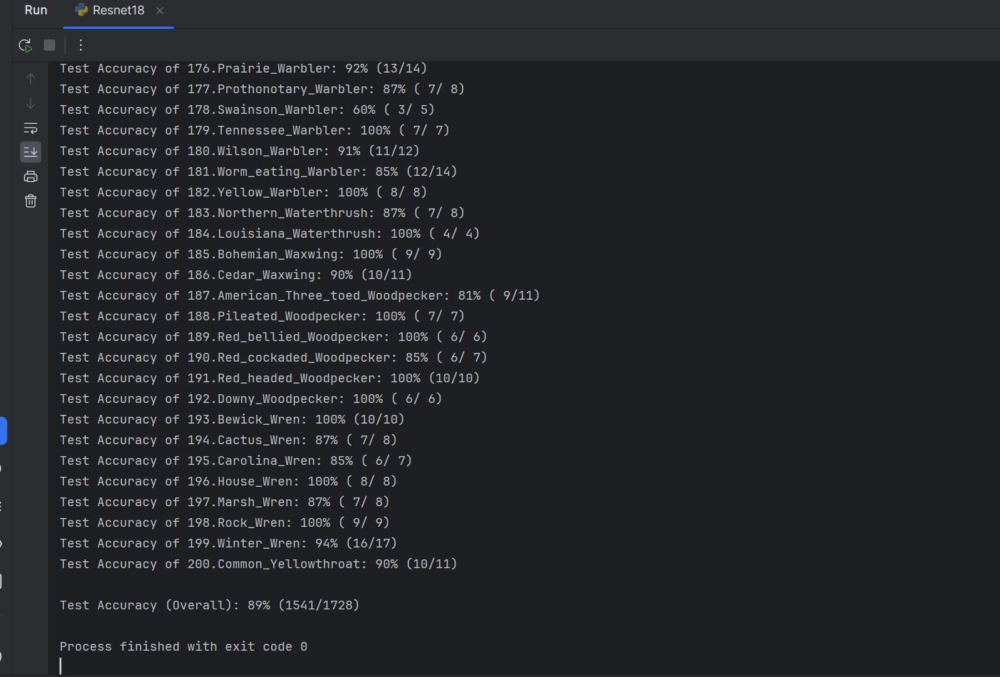 Run Resnet18
Test Accuracy of 176.Prairie_Warbler: 92% (13/14)
Test Accuracy of 177.Prothonotary_Warbler: 87% ( 7/ 8)
Test Accuracy of 178.Swainson_Warbler: 60% ( 3/ 5)
Test Accuracy of 179.Tennessee_Warbler: 100% ( 7/ 7)
Test Accuracy of 180.Wilson_Warbler: 91% (11/12)
Test Accuracy of 181.Worm_eating_Warbler: 85% (12/14)
Test Accuracy of 182.Yellow_Warbler: 100% ( 8/ 8)
Test Accuracy of 183.Northern_Waterthrush: 87% ( 7/ 8)
Test Accuracy of 184.Louisiana_Waterthrush: 100% ( 4/ 4)
Test Accuracy of 185.Bohemian_Waxwing: 100% ( 9/ 9)
Test Accuracy of 186.Cedar_Waxwing: 90% (10/11)
Test Accuracy of 187.American_Three_toed_Woodpecker: 81% ( 9/11)
Test Accuracy of 188.Pileated_Woodpecker: 100% ( 7/ 7)
Test Accuracy of 189.Red_bellied_Woodpecker: 100% ( 6/ 6)
Test Accuracy of 190.Red_cockaded_Woodpecker: 85% ( 6/ 7)
Test Accuracy of 191.Red_headed_Woodpecker: 100% (10/10)
Test Accuracy of 192.Downy_Woodpecker: 100% ( 6/ 6)
Test Accuracy of 193.Bewick_Wren: 100% (10/10)
Test Accuracy of 194.Cactus_Wren: 87% ( 7/ 8)
Test Accuracy of 195.Carolina_Wren: 85% ( 6/ 7)
Test Accuracy of 196.House_Wren: 100% ( 8/ 8)
Test Accuracy of 197.Marsh_Wren: 87% ( 7/ 8)
Test Accuracy of 198.Rock_Wren: 100% ( 9/ 9)
Test Accuracy of 199.Winter_Wren: 94% (16/17)
Test Accuracy of 200.Common_Yellowthroat: 90% (10/11)
Test Accuracy (Overall): 89% (1541/1728)
Process finished with exit code 0